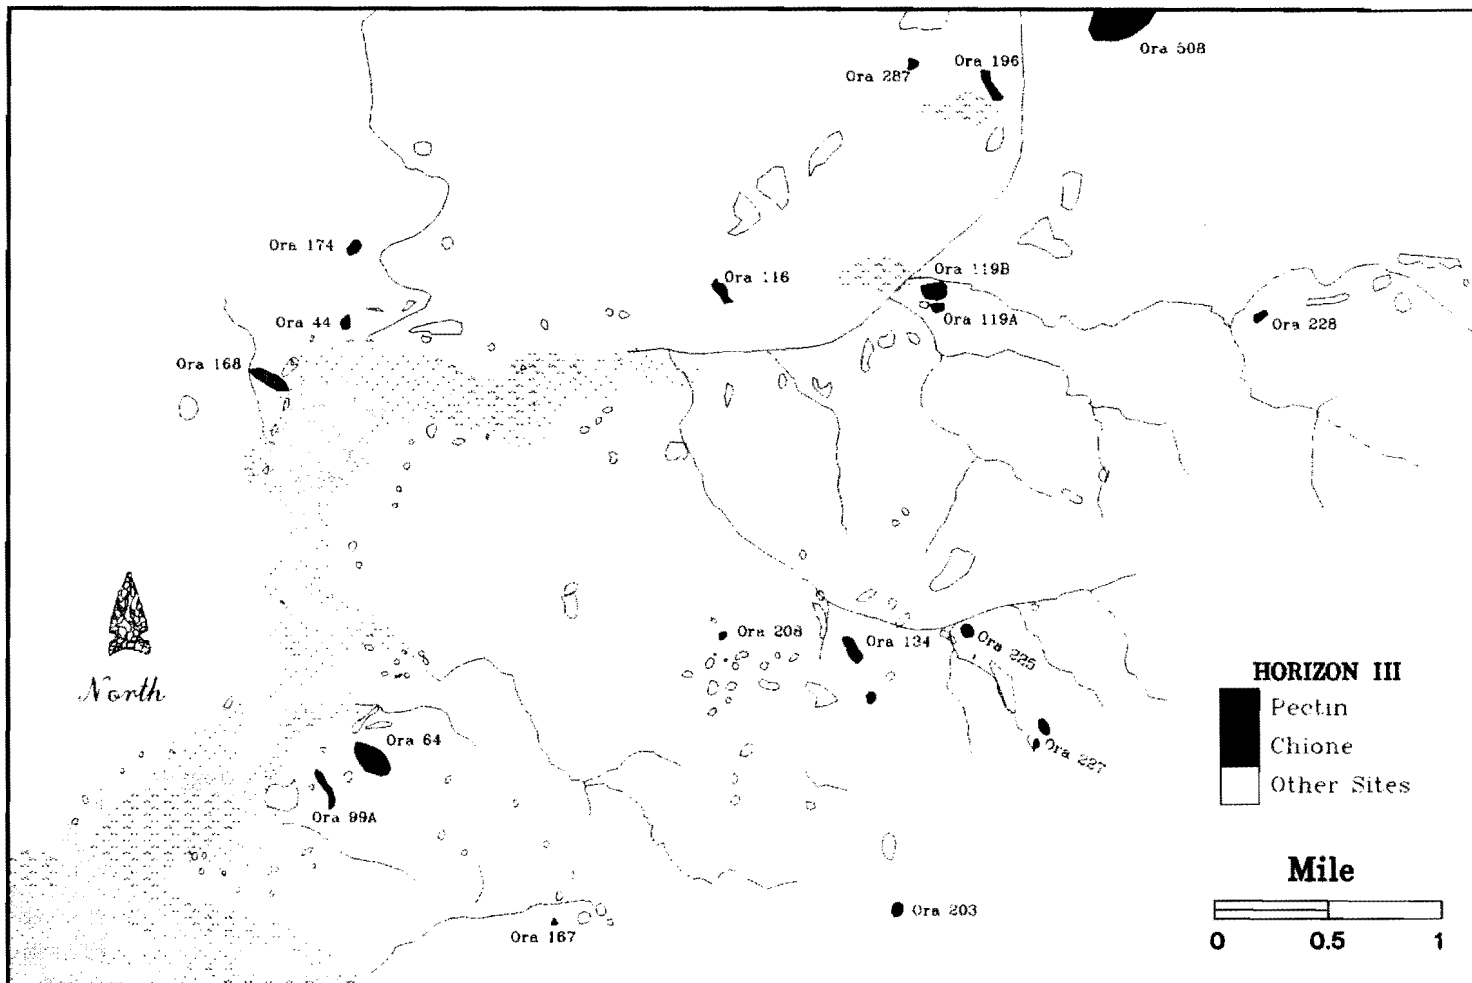 Ora 508
Ora 287
Ora 196
Ora 174
Ora 116
Ora 119B
Ora 44
Ora 119A
Ora 228
Ora 168
North
Ora 208
Ora 134
Ora 225
Ora 227
Ora 64
Ora 99A
Ora 167
Ora 203
HORIZON III
Pectin
Chione
Other Sites
Mile
0 0.5 1